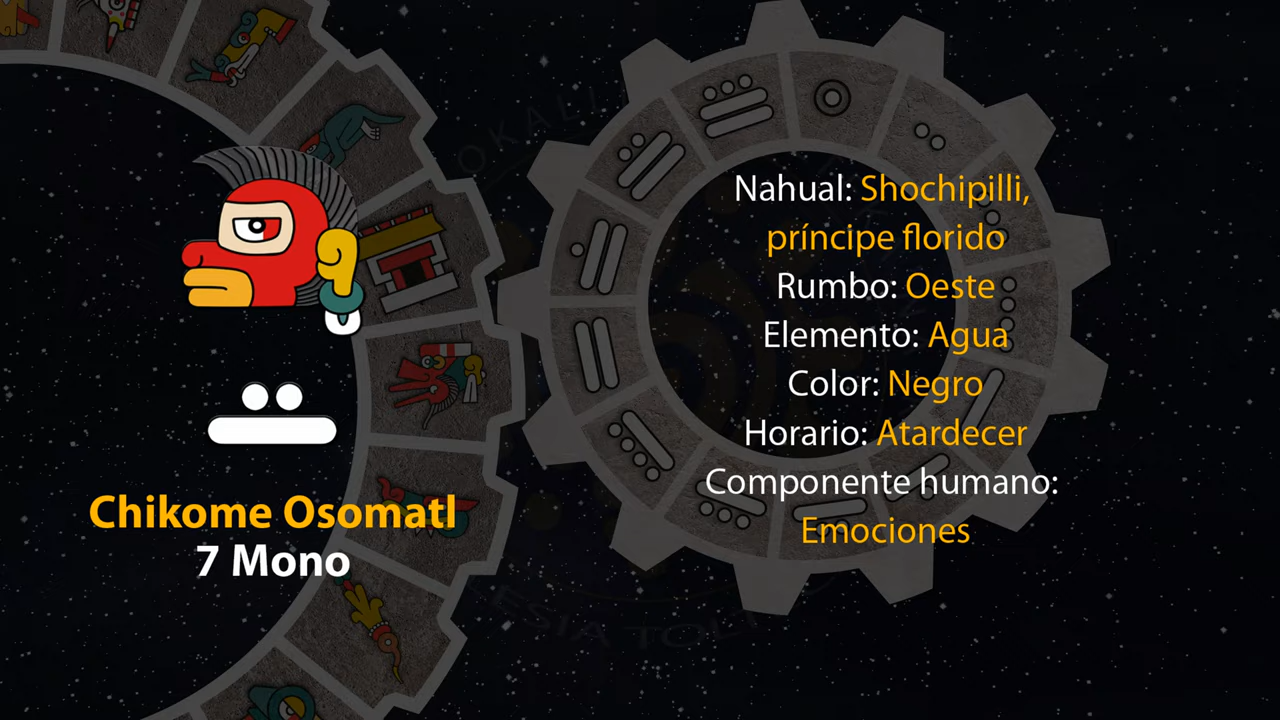 Nahual: Shochipilli,
príncipe florido
Rumbo: Oeste
Elemento: Agua
Color: Negro
Horario: Atardecer
Componente humano:
Emociones
Chikome Osomatl
7 Mono